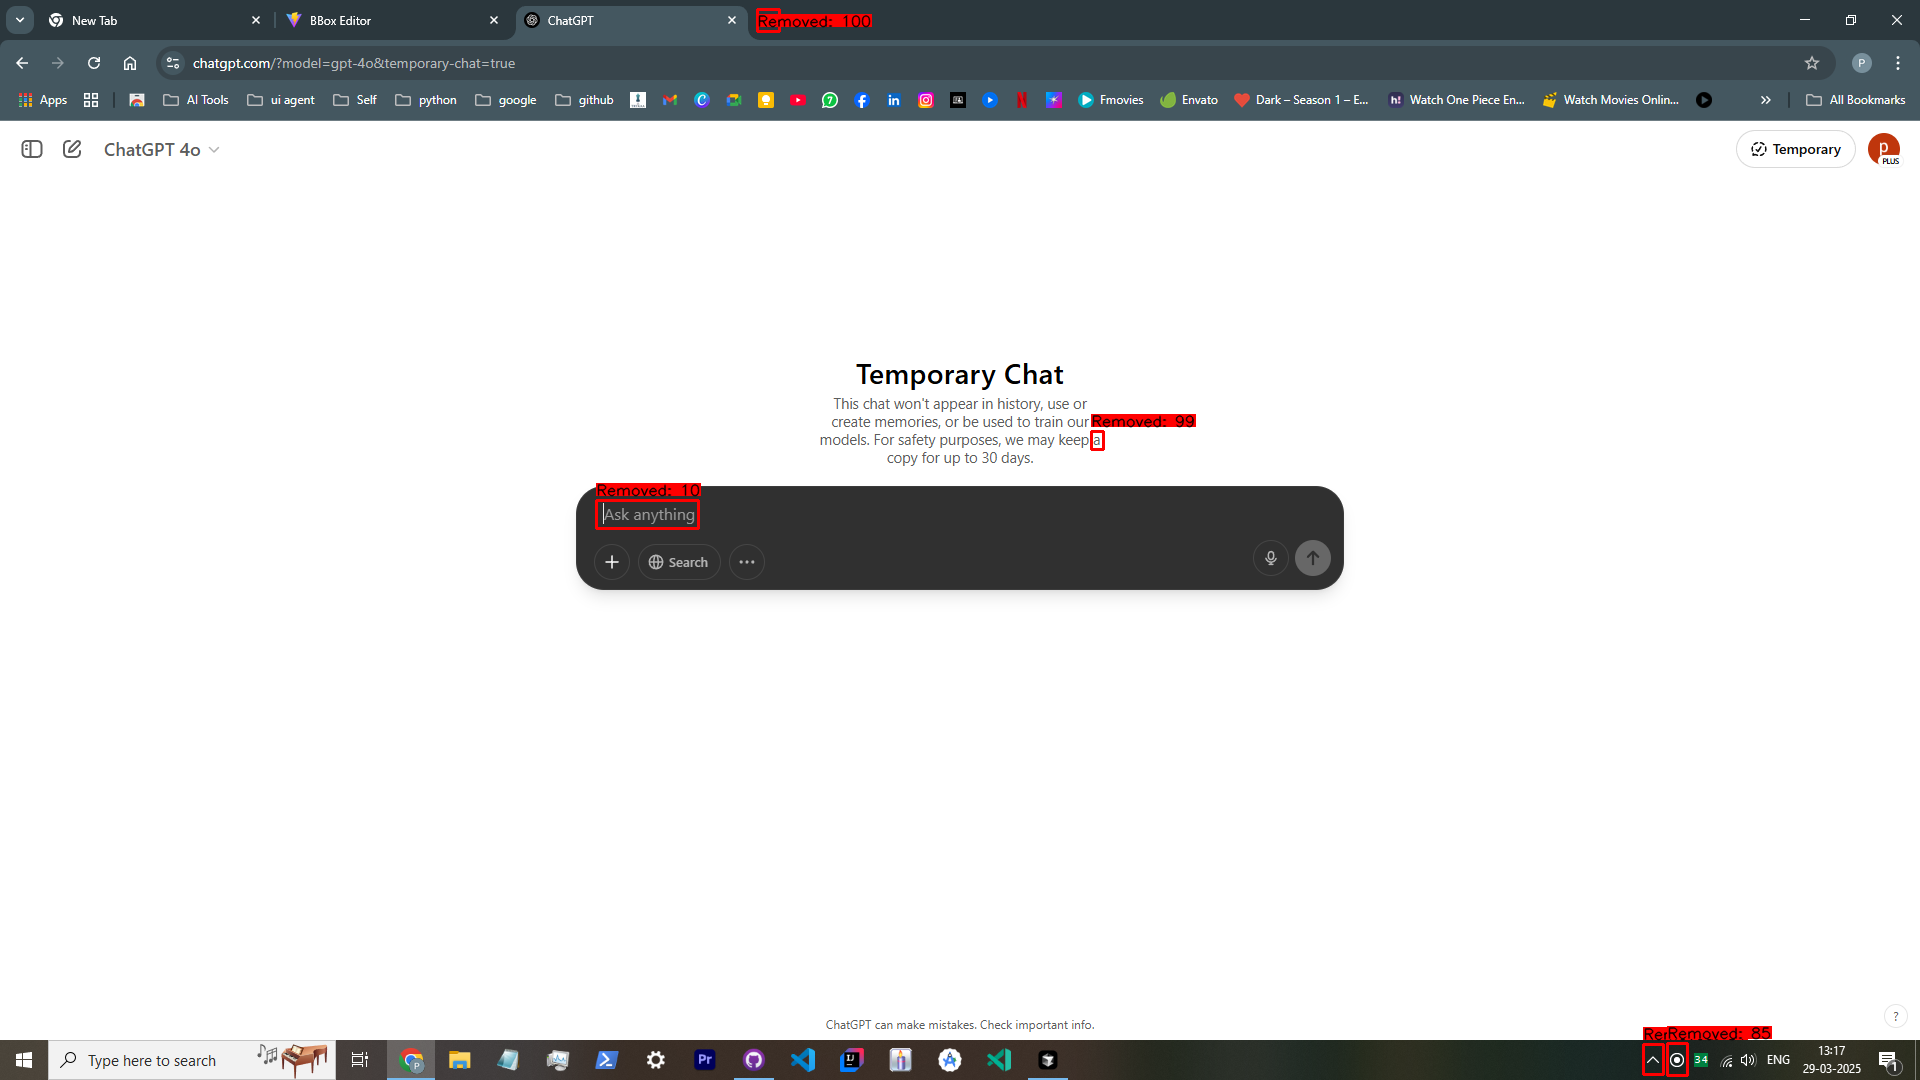 New Tab
BBox Editor
ChatGPT
Removed: 100
chatgpt.com/?model=gpt-4o&temporary-chat=true
P
Apps
AI Tools
ui agent
Self
python
google
github
Fmovies
Envato
Dark – Season 1 – E...
h!
Watch One Piece En...
Watch Movies Onlin...
All Bookmarks
ChatGPT 4o
Temporary
p
PLUS
Temporary Chat
This chat won't appear in history, use or
create memories, or be used to train our
Removed: 99
models. For safety purposes, we may keep a
copy for up to 30 days.
Removed: 10
Ask anything
Search
ChatGPT can make mistakes. Check important info.
?
Removed: 85
Type here to search
Pr
34
ENG
13:17
29-03-2025
1